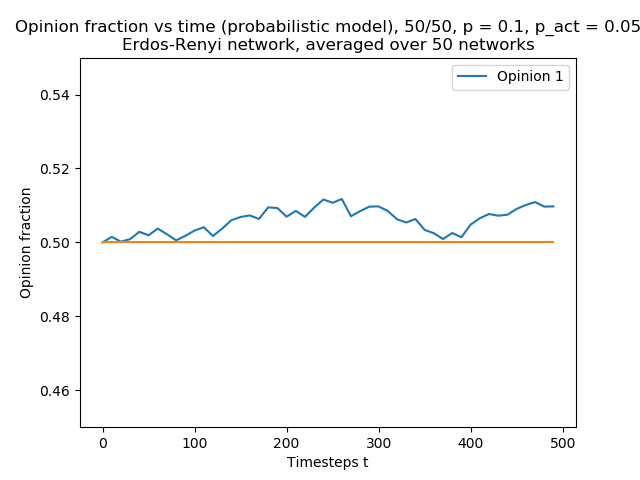 Opinion fraction vs time (probabilistic model), 50/50, p = 0.1, p_act = 0.05
Erdos-Renyi network, averaged over 50 networks
Opinion 1
0.54
0.52
0.50
0.48
0.46
Opinion fraction
0 100 200 300 400 500
Timesteps t